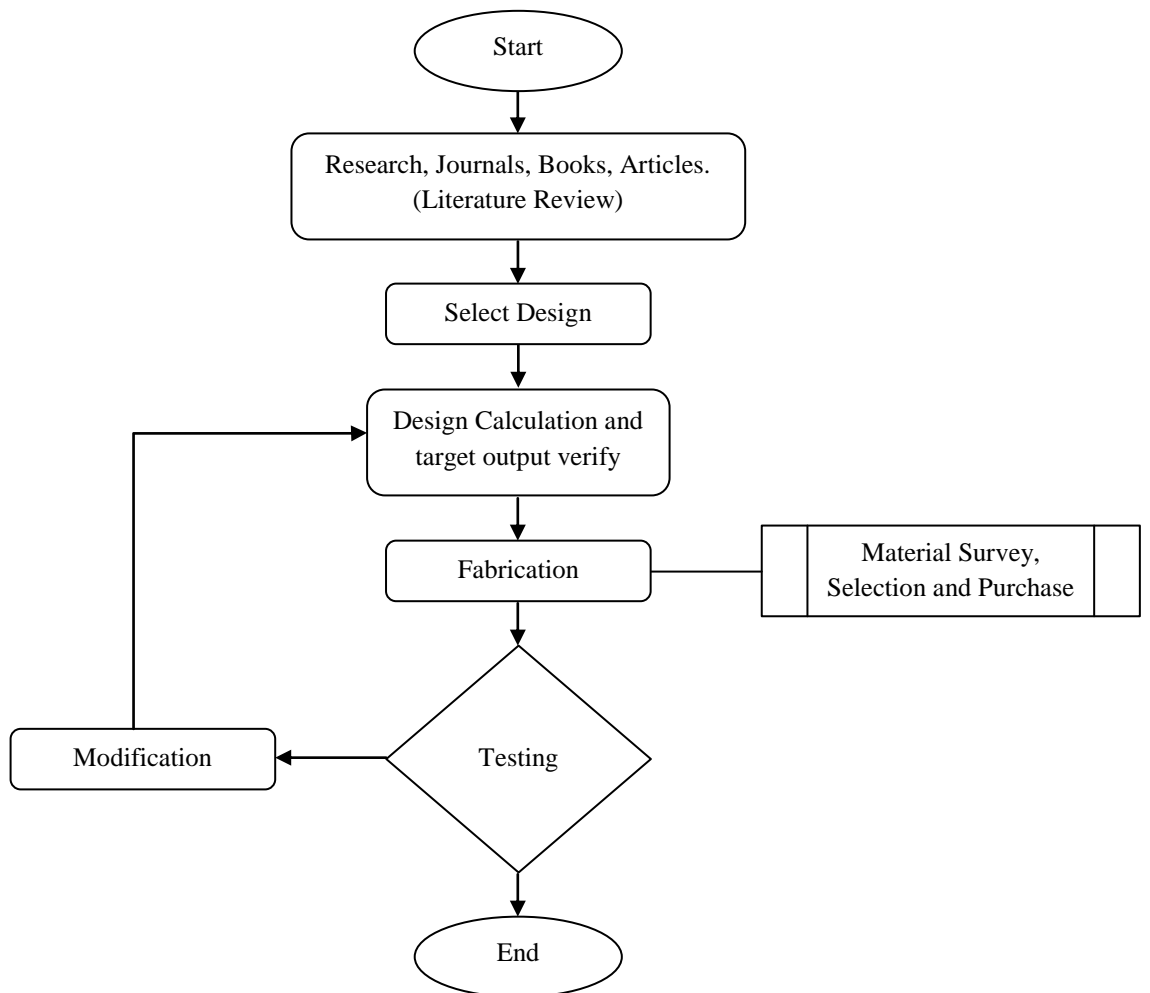 Start
Research, Journals, Books, Articles.
(Literature Review)
Select Design
Design Calculation and
target output verify
Fabrication
Material Survey,
Selection and Purchase
Modification
Testing
End